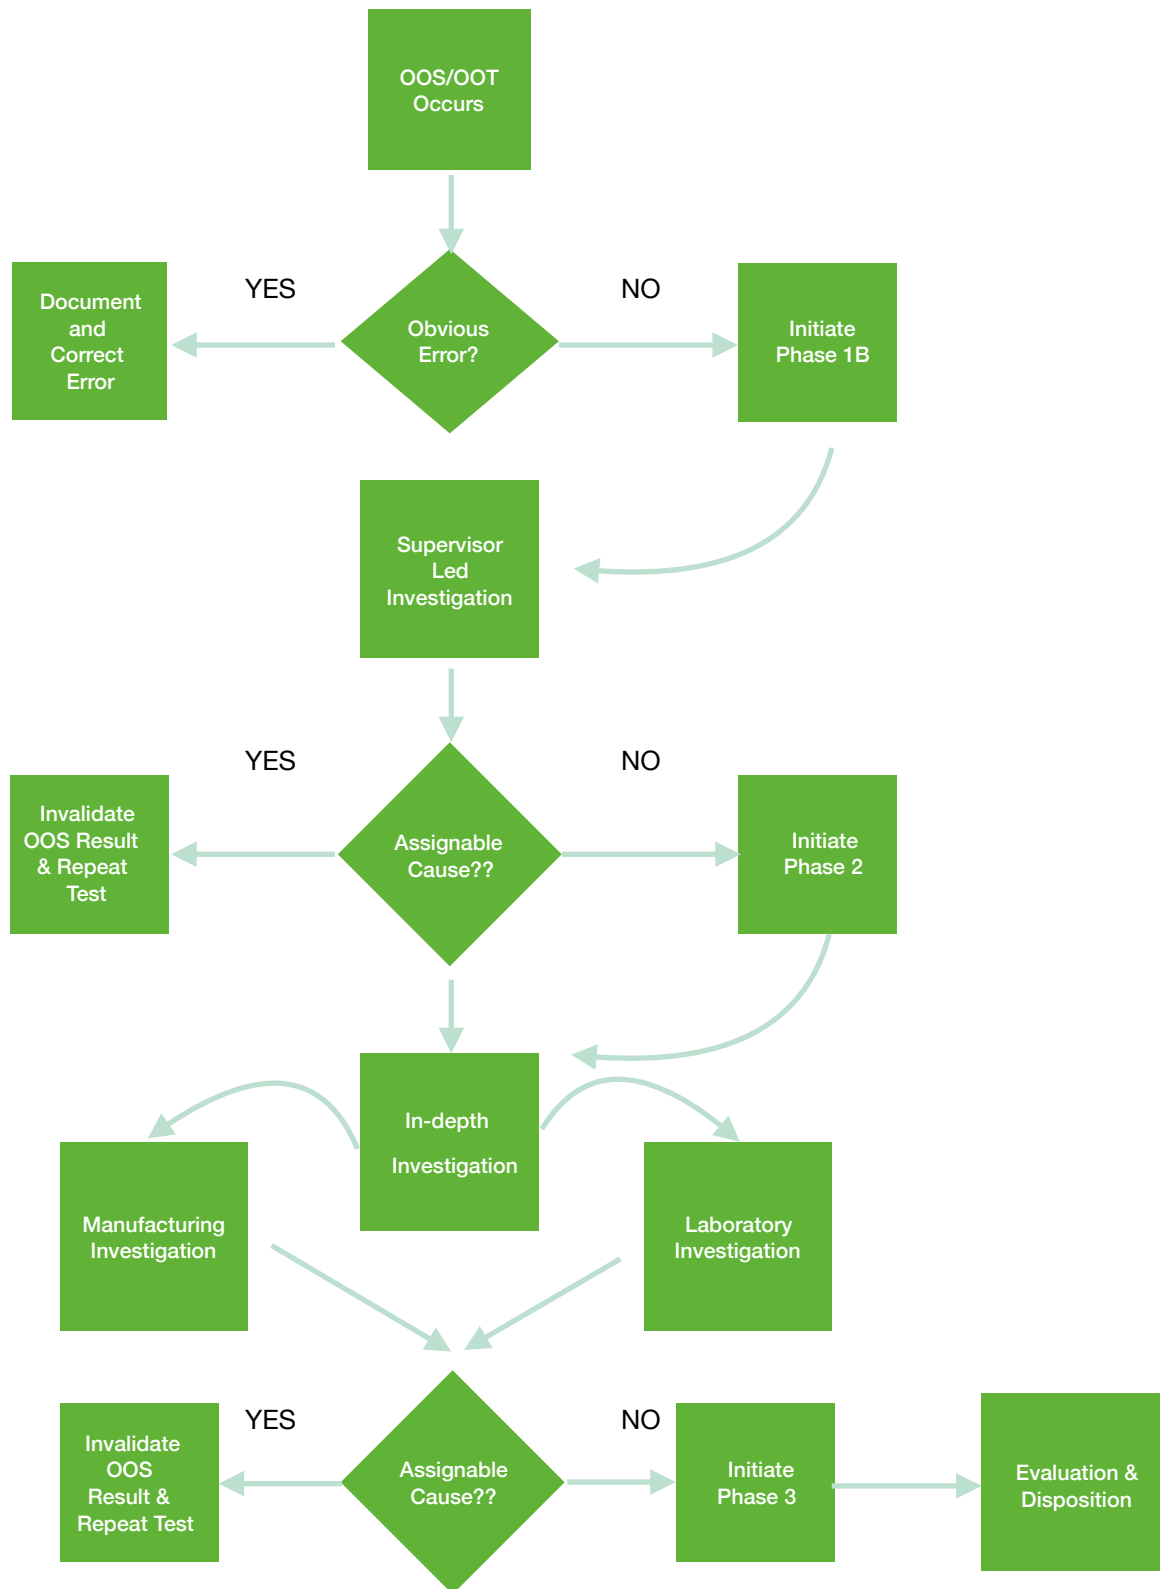 OOS/OOT
Occurs
YES
NO
Document
and
Correct
Error
Obvious
Error?
Initiate
Phase 1B
Supervisor
Led
Investigation
YES
NO
Invalidate
OOS Result
& Repeat
Test
Assignable
Cause??
Initiate
Phase 2
In-depth
Investigation
Manufacturing
Investigation
Laboratory
Investigation
YES
NO
Invalidate
OOS
Result &
Repeat Test
Assignable
Cause??
Initiate
Phase 3
Evaluation &
Disposition